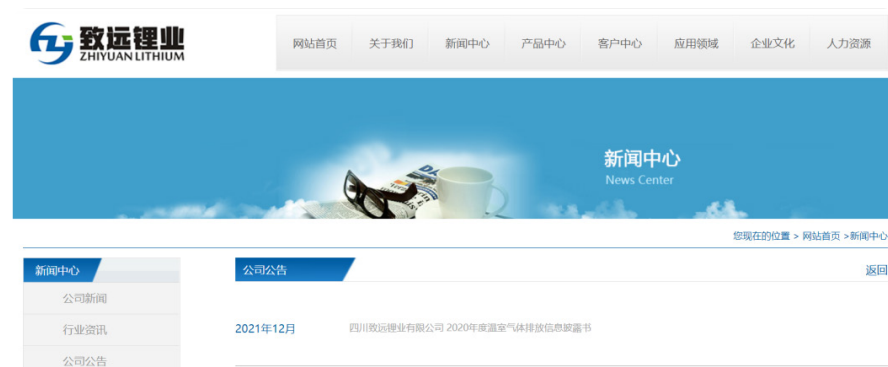 致远锂业
ZHIYUAN LITHIUM
网站首页 关于我们 新闻中心 产品中心 客户中心 应用领域 企业文化 人力资源
新闻中心
News Center
您现在的位置 > 网站首页 >新闻中心
新闻中心
公司公告 返回
公司新闻
2021年12月 四川致远锂业有限公司 2020年度温室气体排放信息披露书
行业资讯
公司公告